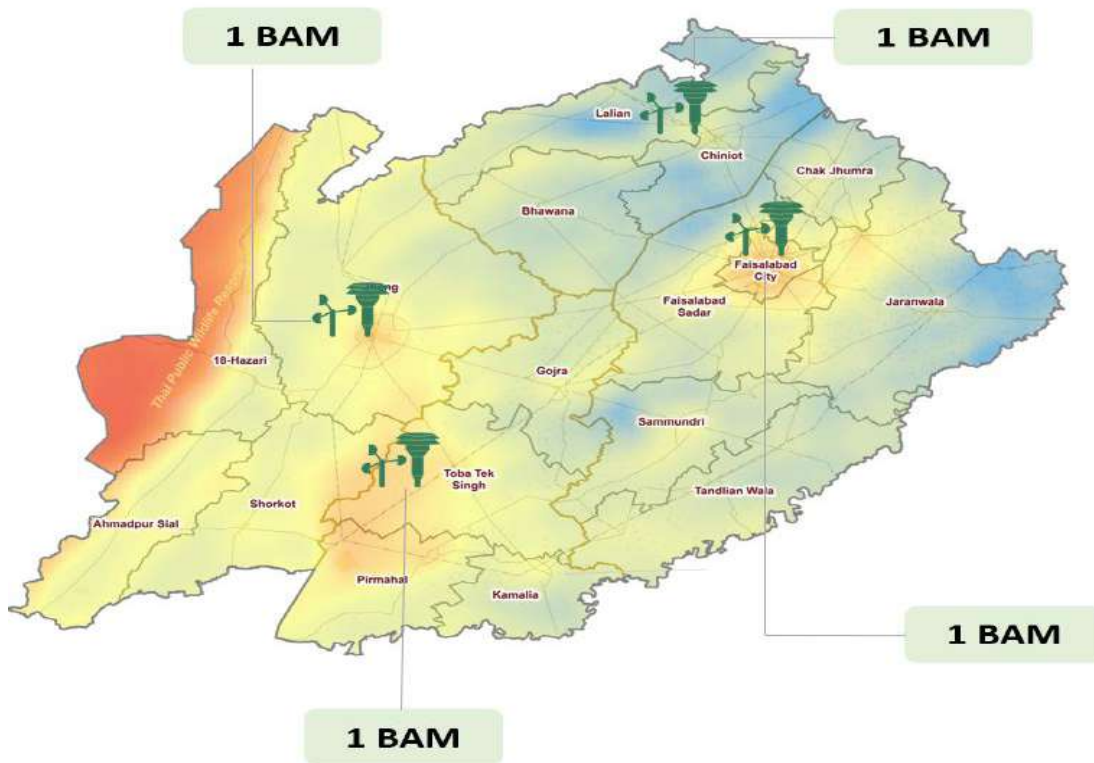 1 BAM
1 BAM
Lalian
Chiniot
Chak Jhumra
Bhawana
Faisalabad
City
Faisalabad
Sadar
Jaranwala
Thal Public Wildlife
18-Hazari
Gojra
Sammundri
Toba Tek
Singh
Tandlian Wala
Shorkot
Ahmadpur Sial
Pirmahal
Kamalia
1 BAM
1 BAM